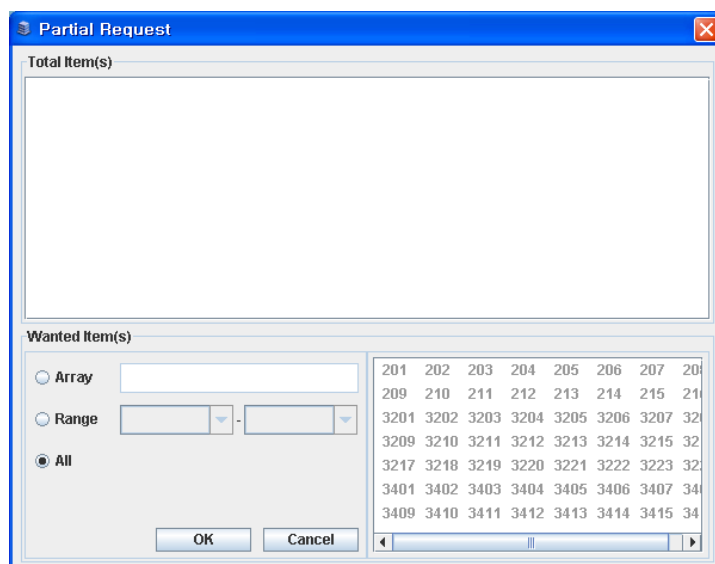 Partial Request
Total Item(s)
Wanted Item(s)
Array
Range
-
All
OK Cancel
201 202 203 204 205 206 207
209 210 211 212 213 214 215
3201 3202 3203 3204 3205 3206 3207
3209 3210 3211 3212 3213 3214 3215
3217 3218 3219 3220 3221 3222 3223
3401 3402 3403 3404 3405 3406 3407
3409 3410 3411 3412 3413 3414 3415